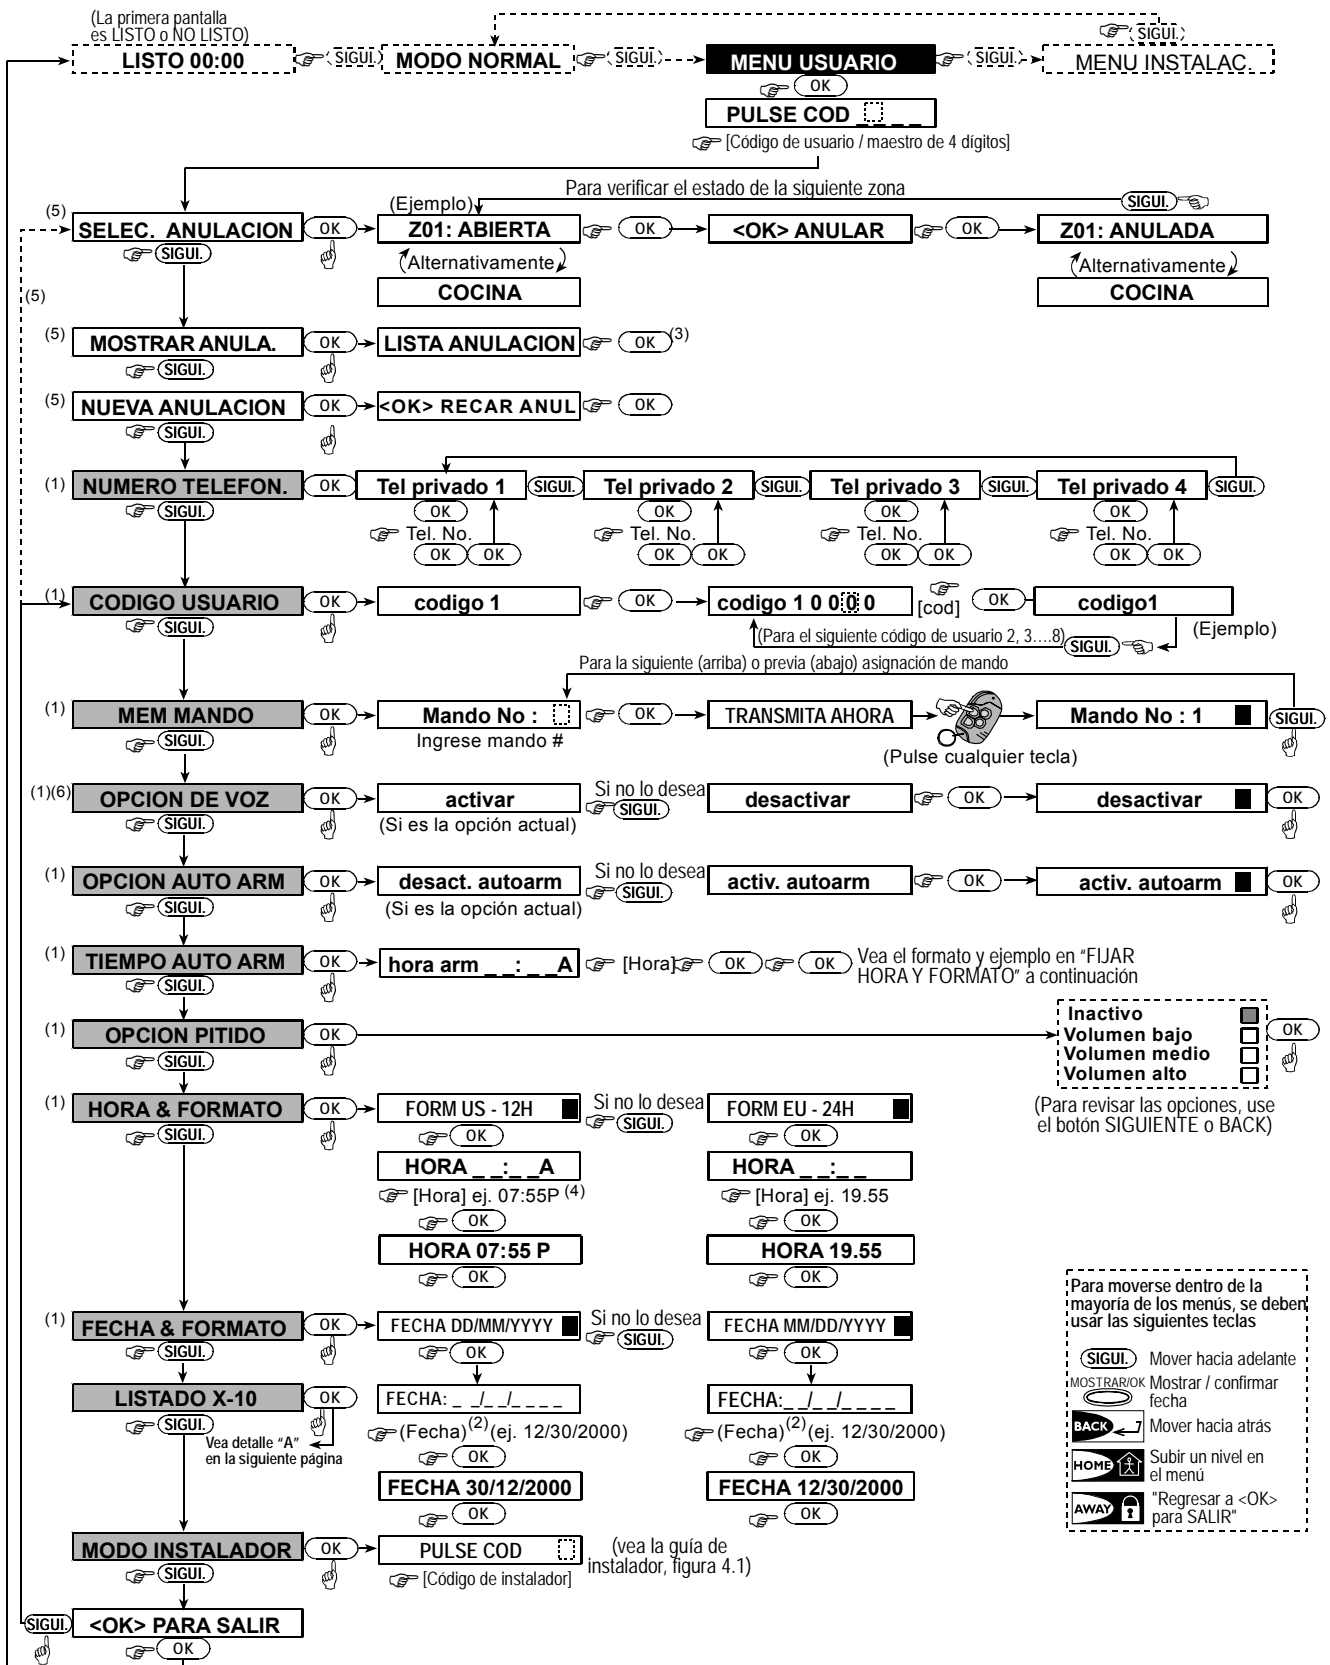 (La primera pantalla
es LISTO o NO LISTO)
LISTO 00:00 SIGUI. MODO NORMAL SIGUI. MENU USUARIO SIGUI. MENU INSTALAC. SIGUI.
OK
PULSE COD _ _ _ _
[Código de usuario / maestro de 4 dígitos]
Para verificar el estado de la siguiente zona
(5) SELEC. ANULACION OK (Ejemplo) Z01: ABIERTA OK <OK> ANULAR OK Z01: ANULADA SIGUI.
SIGUI. (Alternativamente) (Alternativamente)
COCINA COCINA
(5)
(5) MOSTRAR ANULA. OK LISTA ANULACION OK (3)
SIGUI.
(5) NUEVA ANULACION OK <OK> RECAR ANUL OK
SIGUI.
(1) NUMERO TELEFON. OK Tel privado 1 SIGUI. Tel privado 2 SIGUI. Tel privado 3 SIGUI. Tel privado 4 SIGUI.
SIGUI. OK OK OK OK
Tel. No. Tel. No. Tel. No. Tel. No.
OK OK OK OK OK OK OK OK
(1) CODIGO USUARIO OK codigo 1 OK codigo 1 0 0 0 0 [cod] OK codigo1
SIGUI. (Para el siguiente código de usuario 2, 3....8) SIGUI. (Ejemplo)
Para la siguiente (arriba) o previa (abajo) asignación de mando
(1) MEM MANDO OK Mando No : OK TRANSMITA AHORA Mando No : 1 SIGUI.
SIGUI. Ingrese mando # (Pulse cualquier tecla)
(1)(6) OPCION DE VOZ OK activar Si no lo desea SIGUI. desactivar OK desactivar OK
SIGUI. (Si es la opción actual)
(1) OPCION AUTO ARM OK desact. autoarm Si no lo desea SIGUI. activ. autoarm OK activ. autoarm OK
SIGUI. (Si es la opción actual)
(1) TIEMPO AUTO ARM OK hora arm _ _: _ _A [Hora] OK OK Vea el formato y ejemplo en “FIJAR
HORA Y FORMATO” a continuación
SIGUI.
(1) OPCION PITIDO OK
SIGUI.
Inactivo
Volumen bajo
Volumen medio
Volumen alto
OK
(Para revisar las opciones, use
el botón SIGUIENTE o BACK)
(1) HORA & FORMATO OK FORM US - 12H Si no lo desea SIGUI. FORM EU - 24H
SIGUI. OK OK
HORA _ _:_ _A HORA _ _:_ _
[Hora] ej. 07:55P (4) [Hora] ej. 19.55
OK OK
HORA 07:55 P HORA 19.55
OK OK
(1) FECHA & FORMATO OK FECHA DD/MM/YYYY Si no lo desea SIGUI. FECHA MM/DD/YYYY
SIGUI. OK OK
LISTADO X-10 OK FECHA: _ _/_ _/_ _ _ _ FECHA:_ _/_ _/_ _ _ _
SIGUI. Vea detalle “A”
en la siguiente página
(Fecha) (2) (ej. 12/30/2000) (Fecha) (2) (ej. 12/30/2000)
OK OK
FECHA 30/12/2000 FECHA 12/30/2000
OK OK
MODO INSTALADOR OK PULSE COD (vea la guía de
instalador, figura 4.1)
SIGUI. [Código de instalador]
SIGUI. <OK> PARA SALIR
OK
Para moverse dentro de la
mayoría de los menús, se deben
usar las siguientes teclas
SIGUI. Mover hacia adelante
MOSTRAR/OK Mostrar / confirmar
fecha
BACK Mover hacia atrás
HOME Subir un nivel en
el menú
AWAY "Regresar a <OK>
para SALIR"